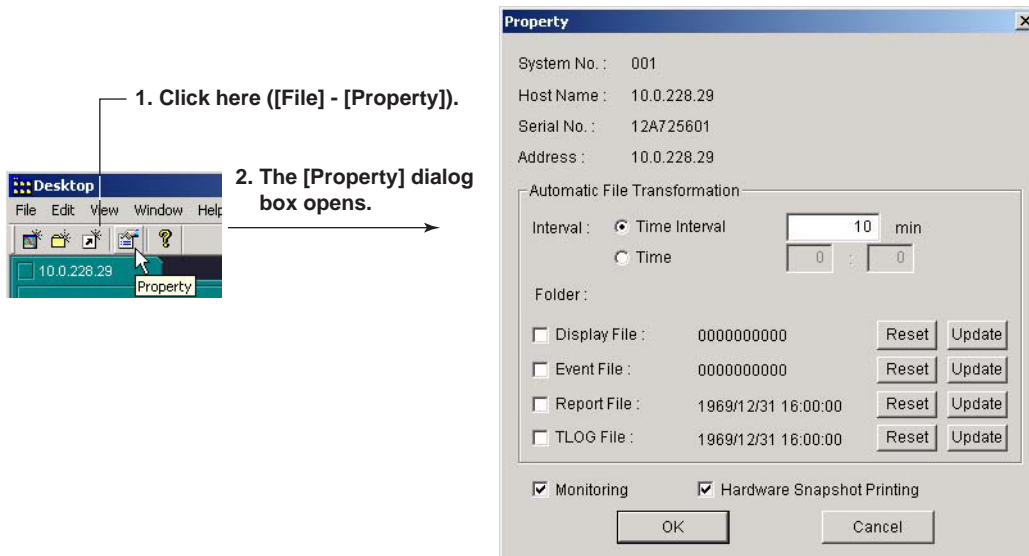 1. Click here ([File] - [Property]).
2. The [Property] dialog
box opens.
Desktop
File Edit View Window Help
10.0.228.29
Property
Property
System No. : 001
Host Name : 10.0.228.29
Serial No. : 12A725601
Address : 10.0.228.29
Automatic File Transformation
Interval : Time Interval 10 min
Time 0 : 0
Folder :
Display File : 0000000000 Reset Update
Event File : 0000000000 Reset Update
Report File : 1969/12/31 16:00:00 Reset Update
TLOG File : 1969/12/31 16:00:00 Reset Update
Monitoring Hardware Snapshot Printing
OK Cancel